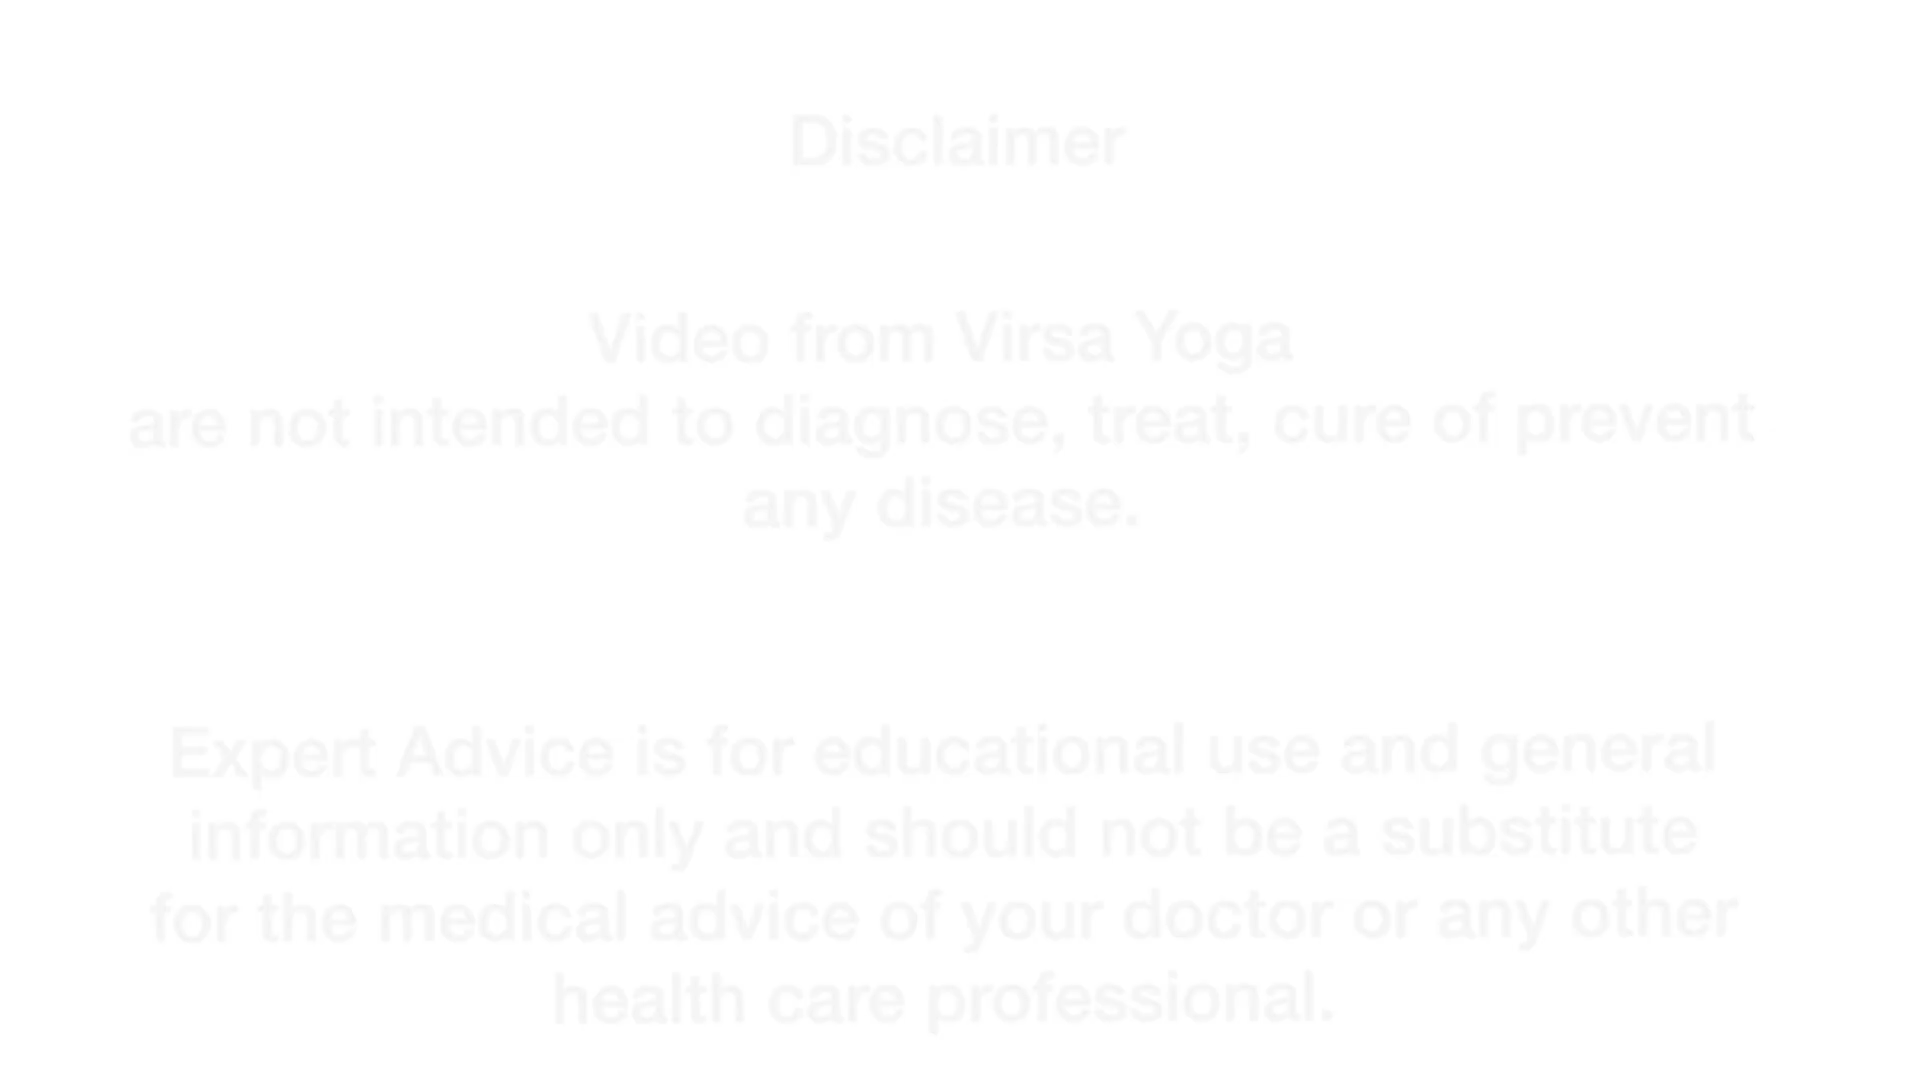 Disclaimer
Video from Virsa Yoga
are not intended to diagnose, treat, cure of prevent
any disease.
Expert Advice is for educational use and general
information only and should not be a substitute
for the medical advice of your doctor or any other
health care professional.